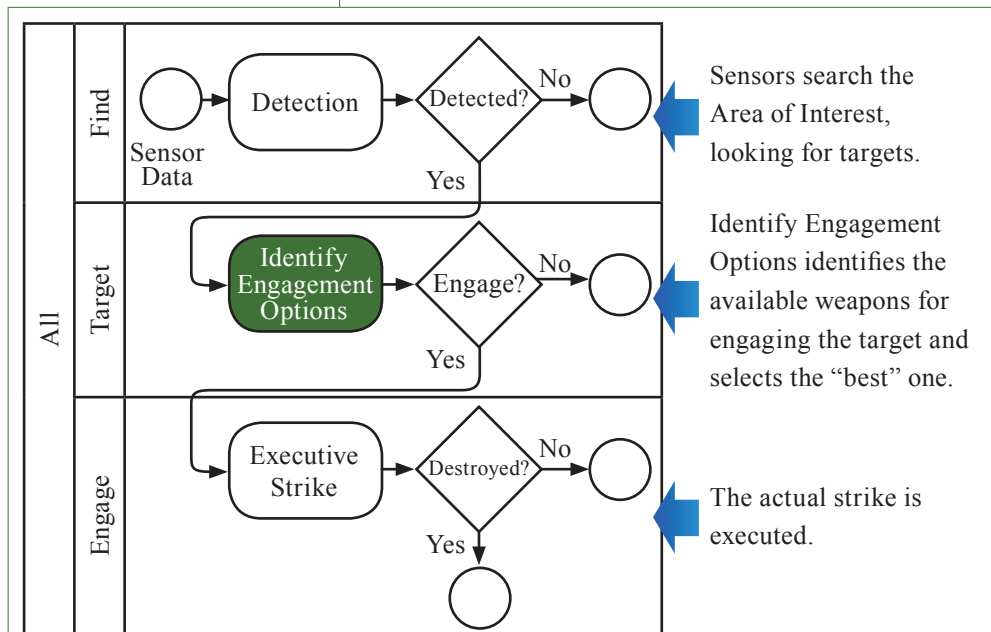 All
Find
Sensor
Data
Detection
Detected?
No
Yes
Sensors search the
Area of Interest,
looking for targets.
Target
Identify
Engagement
Options
Engage?
No
Yes
Identify Engagement
Options identifies the
available weapons for
engaging the target and
selects the “best” one.
Engage
Executive
Strike
Destroyed?
No
Yes
The actual strike is
executed.